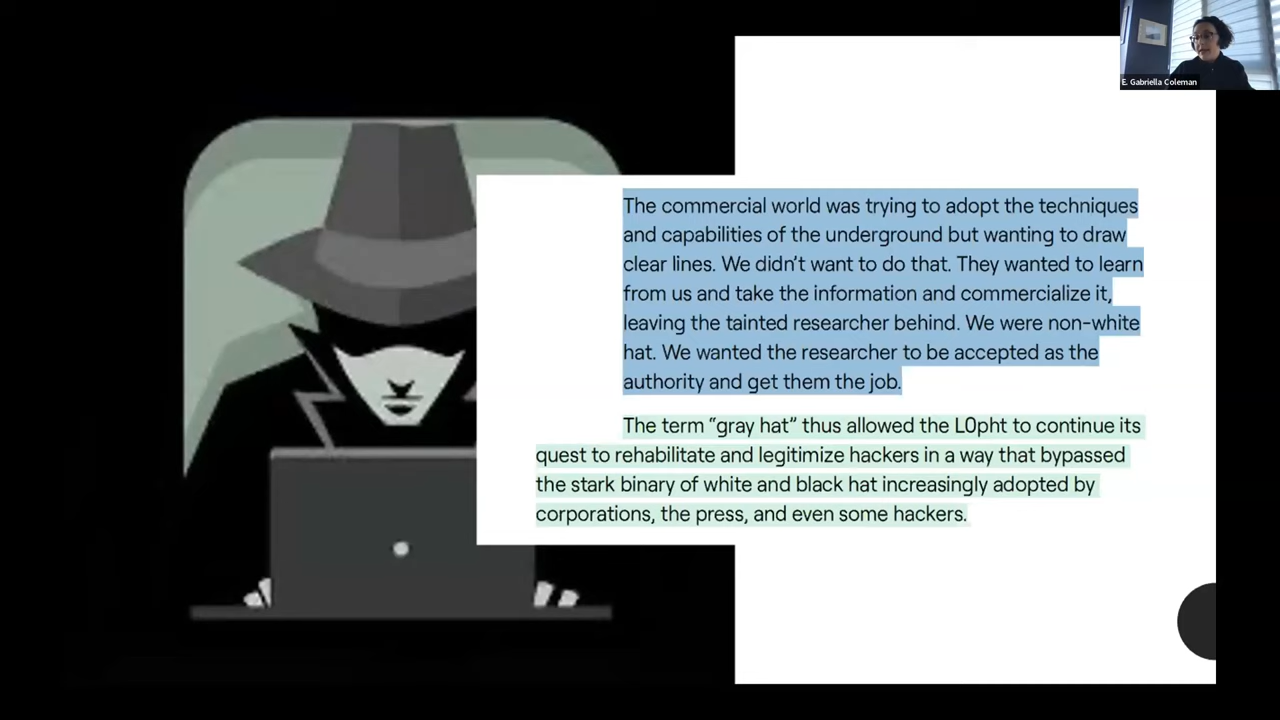 E. Gabriella Coleman
The commercial world was trying to adopt the techniques
and capabilities of the underground but wanting to draw
clear lines. We didn’t want to do that. They wanted to learn
from us and take the information and commercialize it,
leaving the tainted researcher behind. We were non-white
hat. We wanted the researcher to be accepted as the
authority and get them the job.
The term “gray hat” thus allowed the L0pht to continue its
quest to rehabilitate and legitimize hackers in a way that bypassed
the stark binary of white and black hat increasingly adopted by
corporations, the press, and even some hackers.